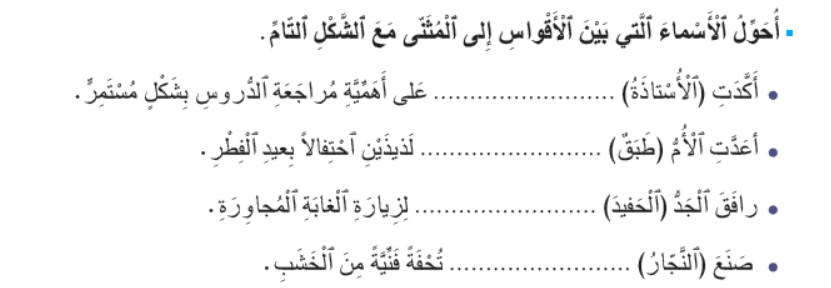 ▪ أُحَوِّلُ ٱلْأَسْماءَ ٱلَّتي بَيْنَ ٱلْأَقْواسِ إِلى ٱلْمُثَنّى مَعَ ٱلشَّكْلِ ٱلتّامِّ.
• أَكَّدَتِ (ٱلْأُسْتاذَةُ) ......................... عَلى أَهَمِّيَّةِ مُراجَعَةِ ٱلدُّروسِ بِشَكْلٍ مُسْتَمِرٍّ.
• أعَدَّتِ ٱلْأُمُّ (طَبَقٌ) ......................... لَذيذَيْنِ ٱحْتِفالاً بِعيدِ ٱلْفِطْرِ.
• رافَقَ ٱلْجَدُّ (ٱلْحَفيدَ) ......................... لِزِيارَةِ ٱلْغابَةِ ٱلْمُجاوِرَةِ.
• صَنَعَ (ٱلنَّجّارُ) ......................... تُحْفَةً فَنِّيَّةً مِنَ ٱلْخَشَبِ.